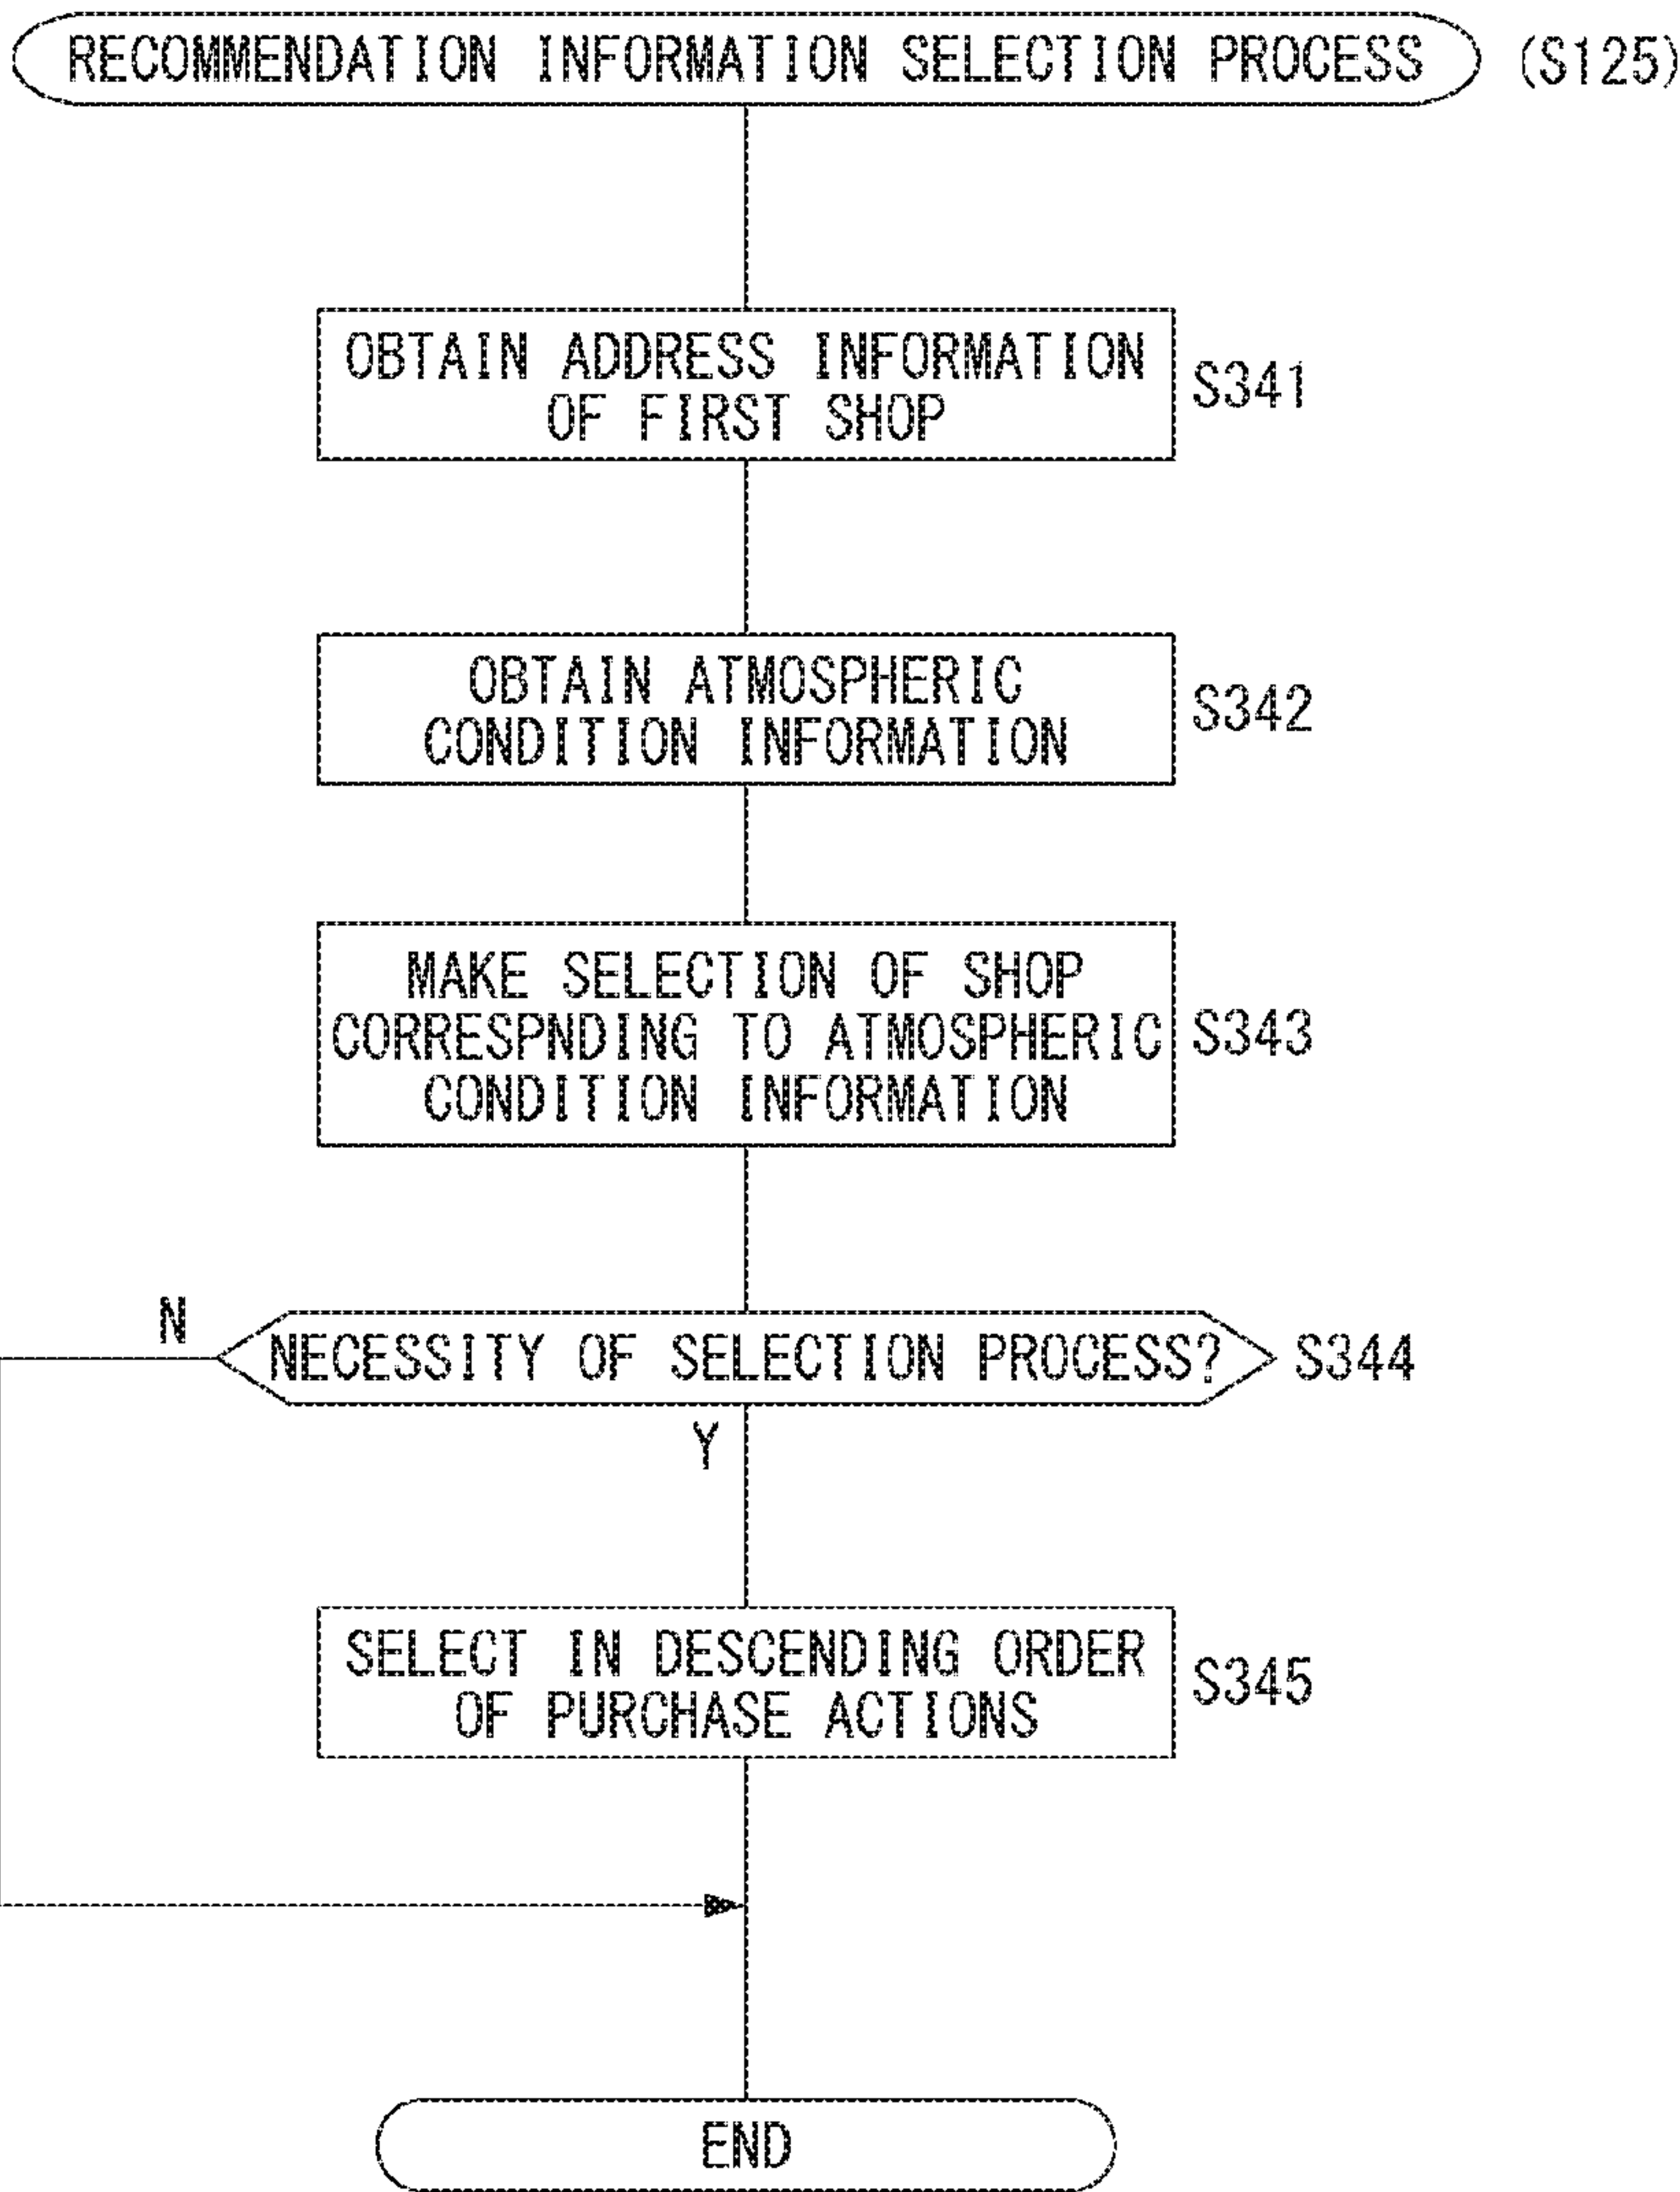 RECOMMENDATION INFORMATION SELECTION PROCESS (S125)
OBTAIN ADDRESS INFORMATION
OF FIRST SHOP
S341
OBTAIN ATMOSPHERIC
CONDITION INFORMATION
S342
MAKE SELECTION OF SHOP
CORRESPNDING TO ATMOSPHERIC
CONDITION INFORMATION
S343
N
NECESSITY OF SELECTION PROCESS?
S344
Y
SELECT IN DESCENDING ORDER
OF PURCHASE ACTIONS
S345
END